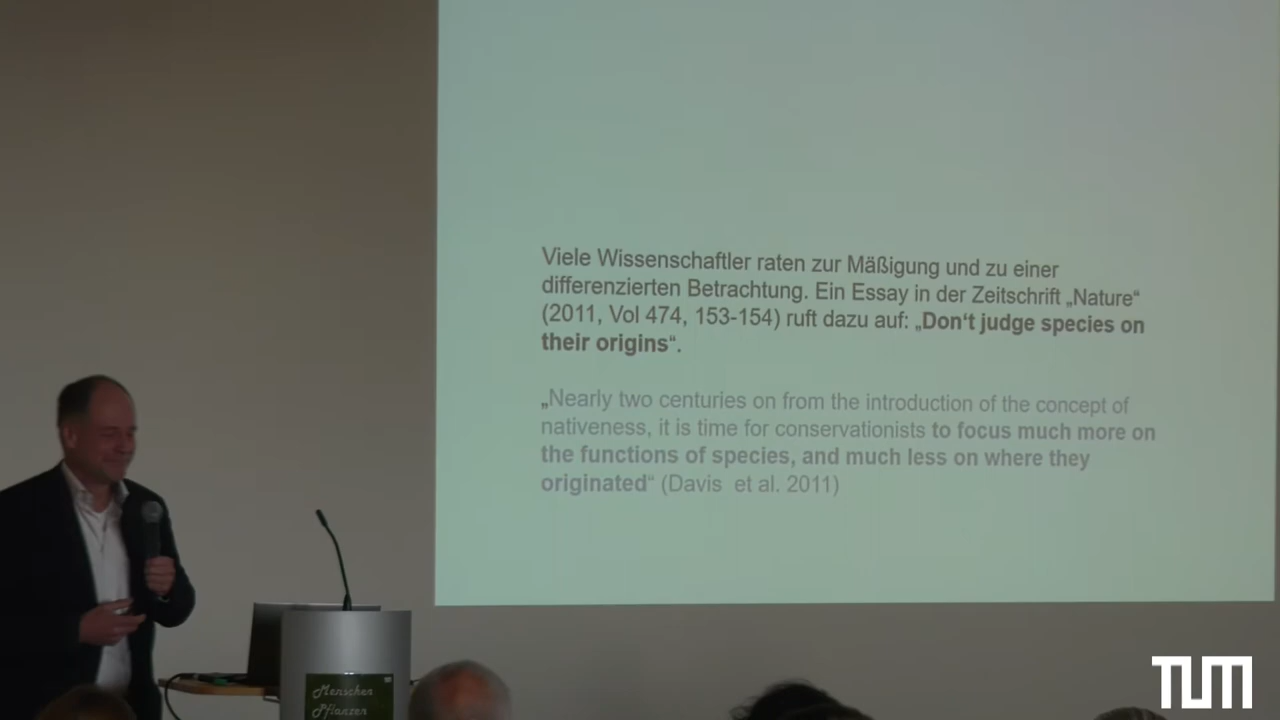 Viele Wissenschaftler raten zur Mäßigung und zu einer
differenzierten Betrachtung. Ein Essay in der Zeitschrift „Nature“
(2011, Vol 474, 153-154) ruft dazu auf: „Don‘t judge species on
their origins“.
„Nearly two centuries on from the introduction of the concept of
nativeness, it is time for conservationists to focus much more on
the functions of species, and much less on where they
originated“ (Davis et al. 2011)
Menschen
Pflanzen
TUM